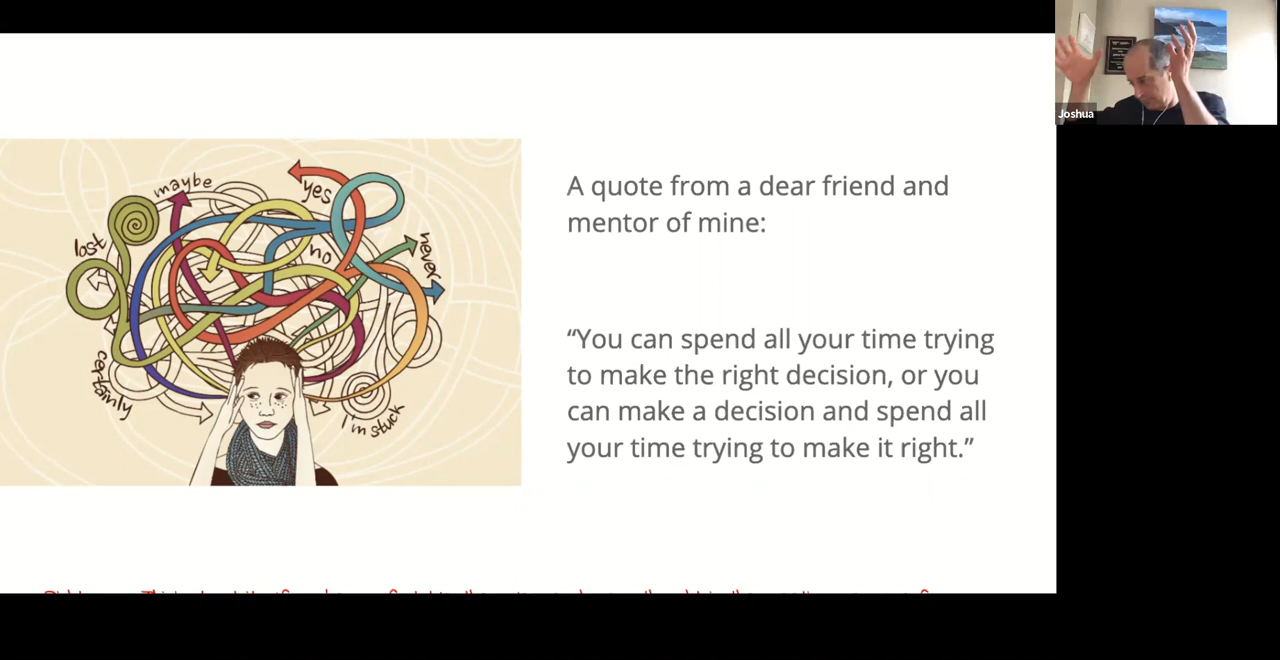 Joshua
maybe
yes
lost
no
never
certainly
I'm stuck
A quote from a dear friend and
mentor of mine:
“You can spend all your time trying
to make the right decision, or you
can make a decision and spend all
your time trying to make it right.”